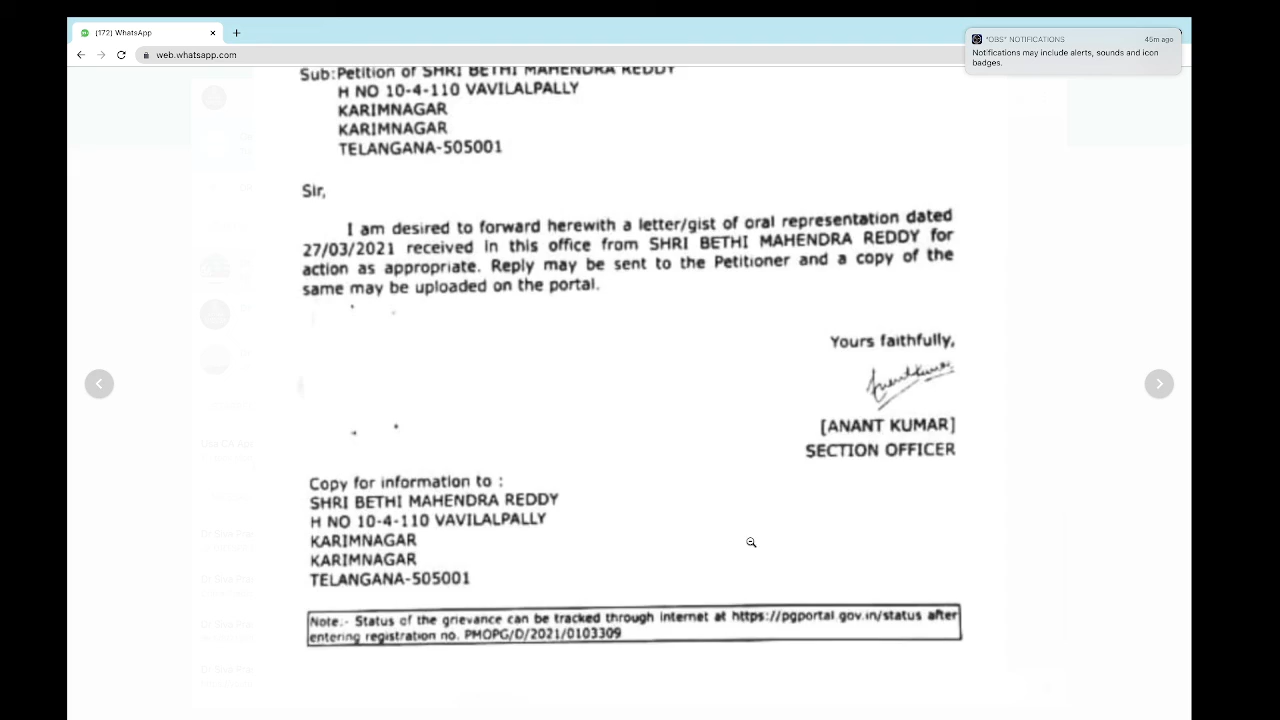 (172) WhatsApp
web.whatsapp.com
"OBS" NOTIFICATIONS
45m ago
Notifications may include alerts, sounds and icon
badges.
Sub:Petition of SHRI BETHI MAHENDRA REDDY
H NO 10-4-110 VAVILALPALLY
KARIMNAGAR
KARIMNAGAR
TELANGANA-505001
Sir,
I am desired to forward herewith a letter/gist of oral representation dated
27/03/2021 received in this office from SHRI BETHI MAHENDRA REDDY for
action as appropriate. Reply may be sent to the Petitioner and a copy of the
same may be uploaded on the portal.
Yours faithfully,
Anantkumar
[ANANT KUMAR]
SECTION OFFICER
Copy for information to :
SHRI BETHI MAHENDRA REDDY
H NO 10-4-110 VAVILALPALLY
KARIMNAGAR
KARIMNAGAR
TELANGANA-505001
Note:- Status of the grievance can be tracked through internet at https://pgportal.gov.in/status after
entering registration no. PMOPG/D/2021/0103309